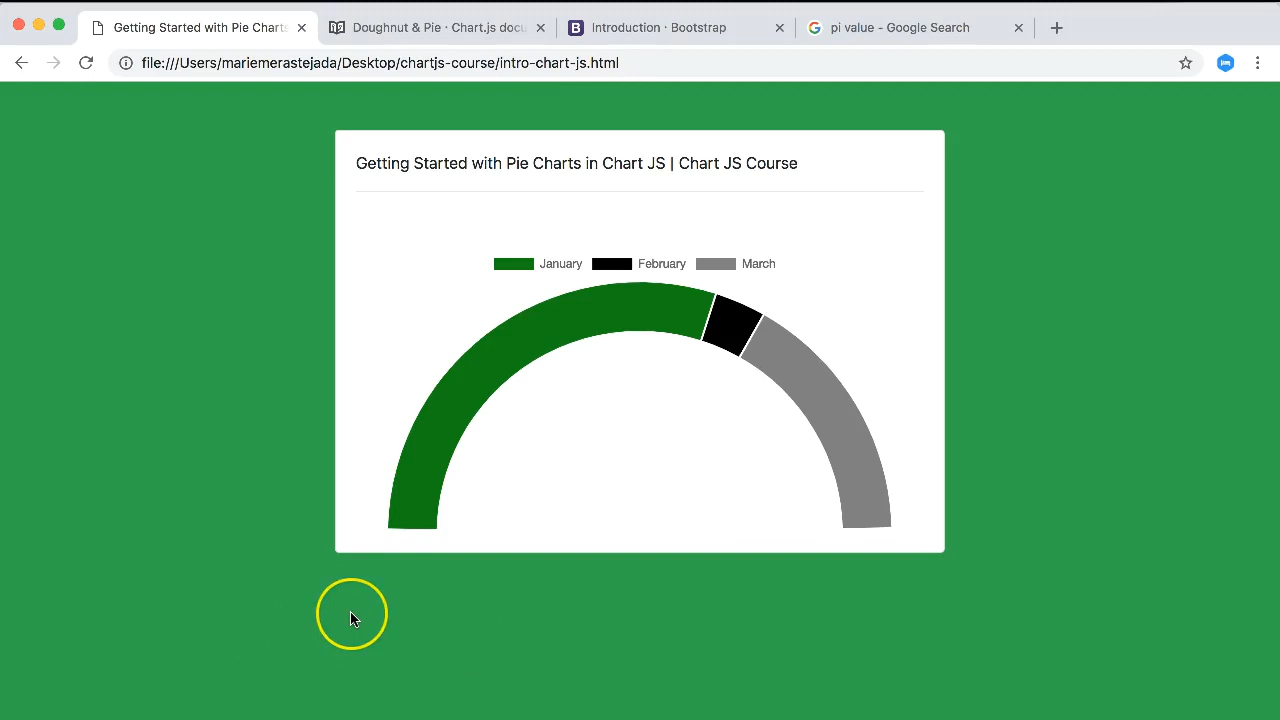 Getting Started with Pie Charts
Doughnut & Pie · Chart.js docu
Introduction · Bootstrap
pi value - Google Search
file:///Users/mariemerastejada/Desktop/chartjs-course/intro-chart-js.html
Getting Started with Pie Charts in Chart JS | Chart JS Course
January February March